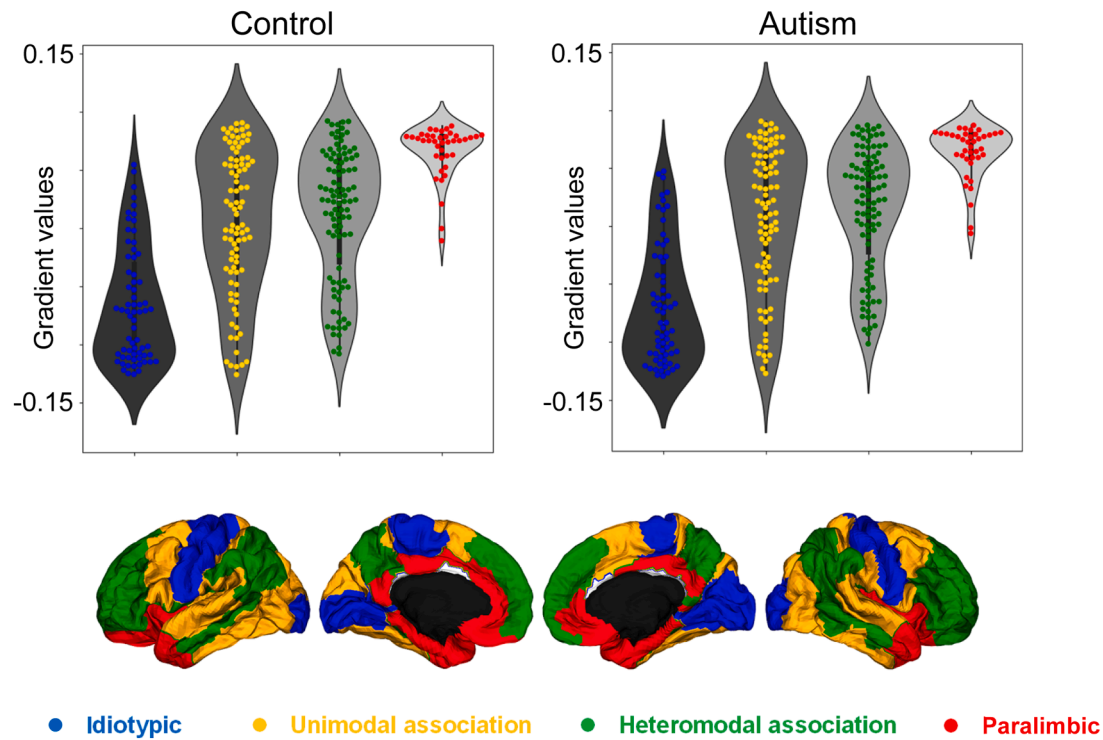 Control
Autism
0.15
Gradient values
-0.15
0.15
Gradient values
-0.15
Idiotypic
Unimodal association
Heteromodal association
Paralimbic